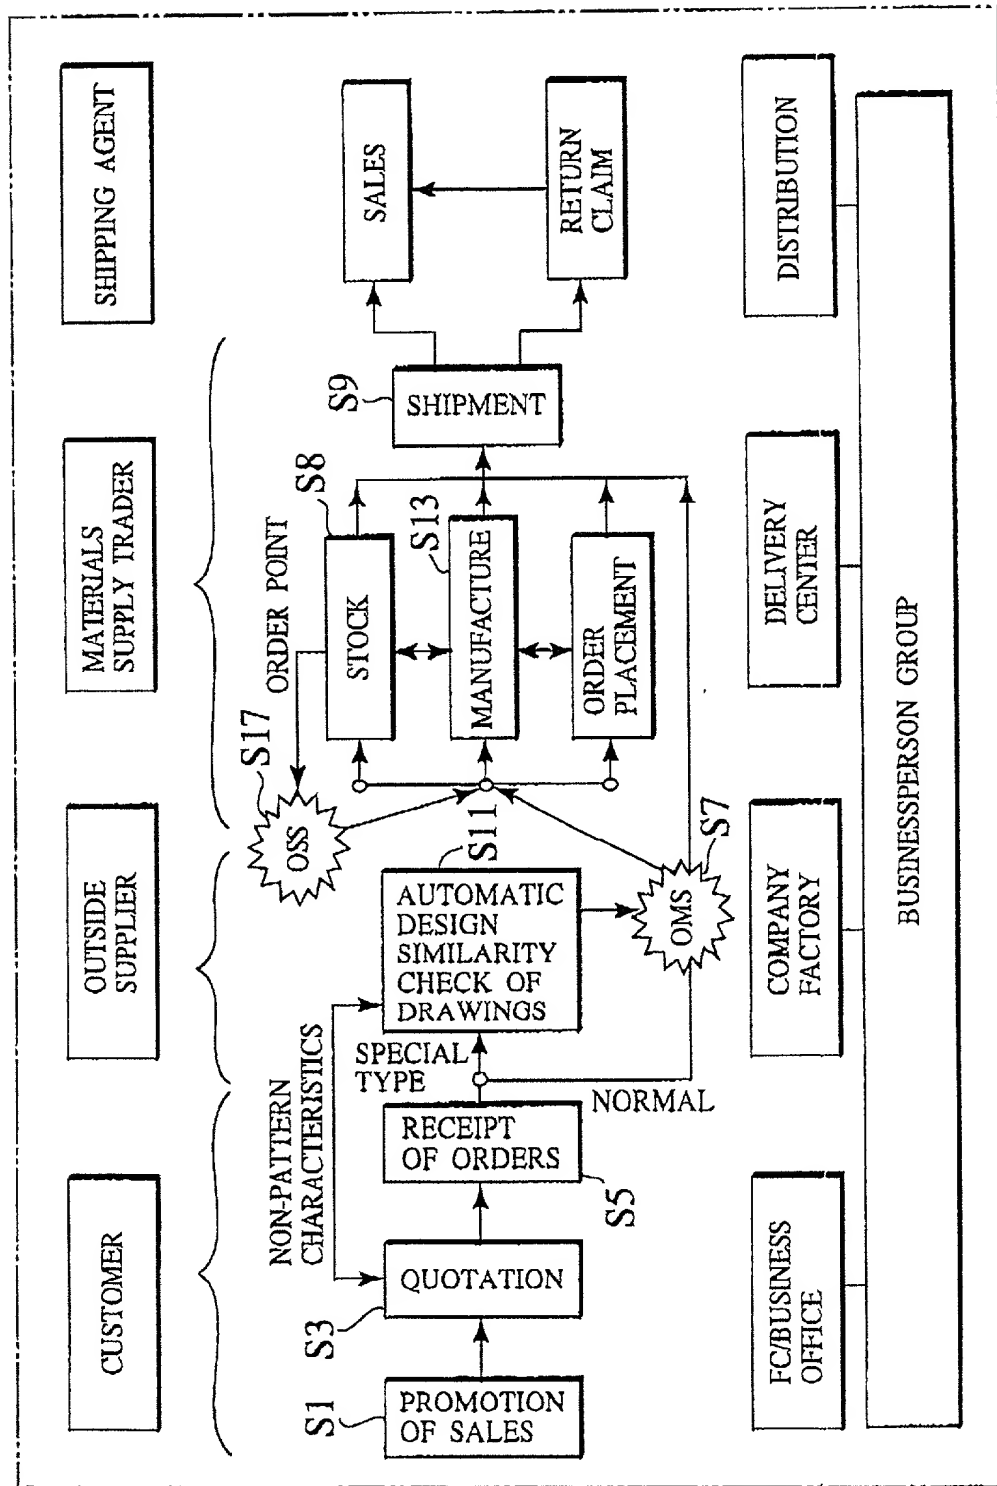 CUSTOMER
OUTSIDE
SUPPLIER
MATERIALS
SUPPLY TRADER
SHIPPING AGENT
NON-PATTERN
CHARACTERISTICS
S17
ORDER POINT
OSS
S1
PROMOTION
OF SALES
S3
QUOTATION
RECEIPT
OF ORDERS
S5
SPECIAL
TYPE
NORMAL
AUTOMATIC
DESIGN
SIMILARITY
CHECK OF
DRAWINGS
S11
OMS
S7
S8
STOCK
S13
MANUFACTURE
ORDER
PLACEMENT
S9
SHIPMENT
SALES
RETURN
CLAIM
FC/BUSINESS
OFFICE
COMPANY
FACTORY
DELIVERY
CENTER
DISTRIBUTION
BUSINESSPERSON GROUP